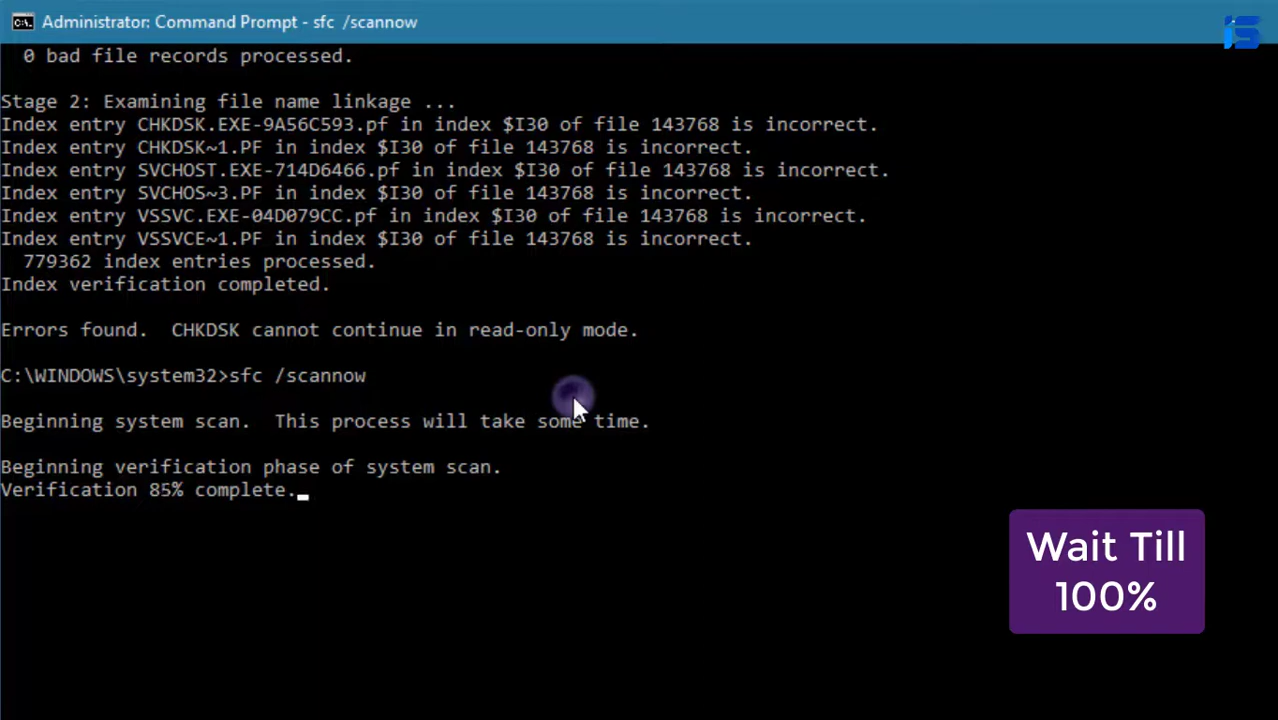 Administrator: Command Prompt - sfc /scannow
0 bad file records processed.
Stage 2: Examining file name linkage ...
Index entry CHKDSK.EXE-9A56C593.pf in index $I30 of file 143768 is incorrect.
Index entry CHKDSK~1.PF in index $I30 of file 143768 is incorrect.
Index entry SVCHOST.EXE-714D6466.pf in index $I30 of file 143768 is incorrect.
Index entry SVCHOS~3.PF in index $I30 of file 143768 is incorrect.
Index entry VSSVC.EXE-04D079CC.pf in index $I30 of file 143768 is incorrect.
Index entry VSSVCE~1.PF in index $I30 of file 143768 is incorrect.
779362 index entries processed.
Index verification completed.
Errors found.  CHKDSK cannot continue in read-only mode.
C:\WINDOWS\system32>sfc /scannow
Beginning system scan.  This process will take some time.
Beginning verification phase of system scan.
Verification 85% complete.
Wait Till
100%